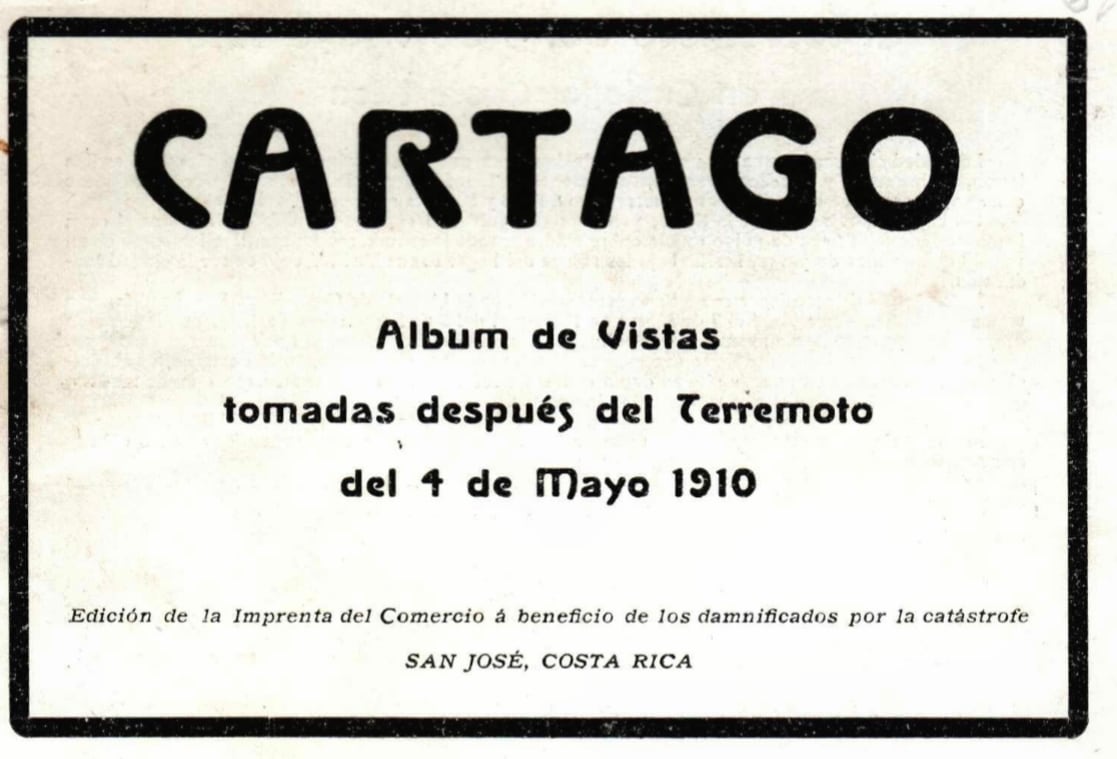 CARTAGO
Album de Vistas
tomadas después del Terremoto
del 4 de Mayo 1910
Edición de la Imprenta del Comercio á beneficio de los damnificados por la catástrofe
SAN JOSÉ, COSTA RICA